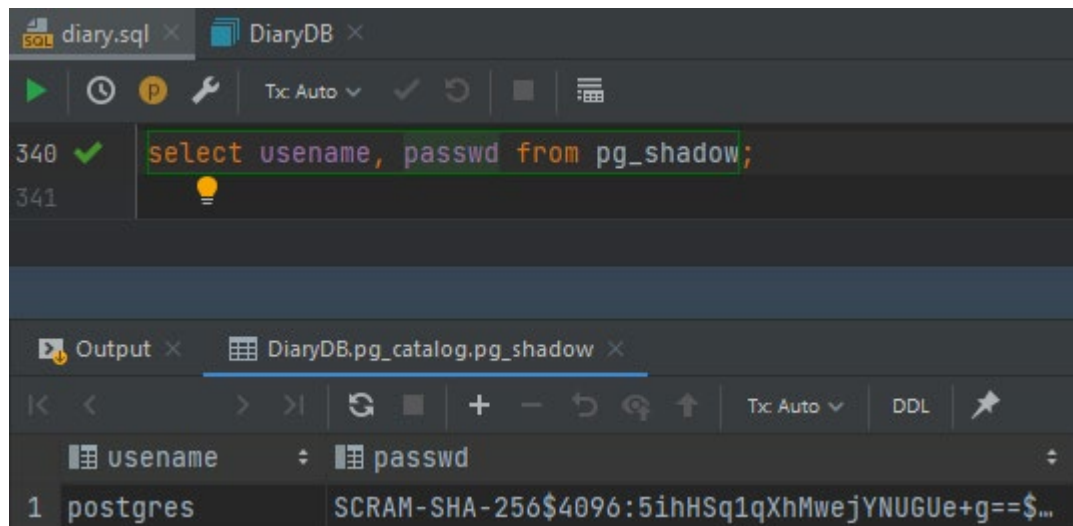 SQL diary.sql DiaryDB
p Tx: Auto
340 select usename, passwd from pg_shadow;
341
Output DiaryDB.pg_catalog.pg_shadow
Tx: Auto DDL
usename passwd
1 postgres SCRAM-SHA-256$4096:5ihHSq1qXhMwejYNUGUe+g==$…